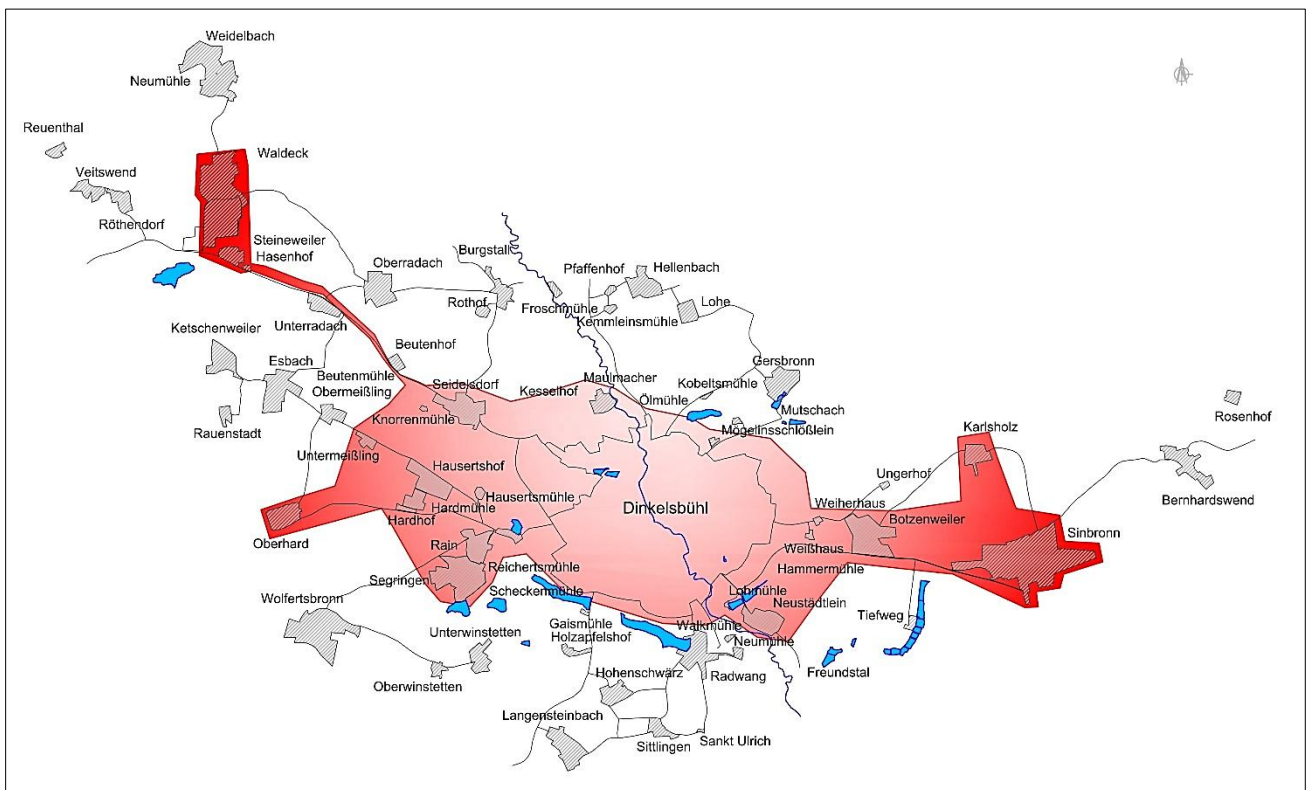 Weidelbach
Neumühle
Reuenthal
Waldeck
Veitswend
Röthendorf
Steineweiler
Hasenhof
Oberradach
Burgstall
Pfaffenhof
Hellenbach
Rothof
Froschmühle
Lohe
Kemmleinsmühle
Unterradach
Ketschenweiler
Beutenhof
Esbach
Gersbronn
Beutenmühle
Obermeißling
Seidelsdorf
Kesselhof
Maulmacher
Kobeltsmühle
Ölmühle
Mutschach
Rosenhof
Knorrenmühle
Rauenstadt
Mögelinsschlößlein
Karlsholz
Untermeißling
Hausertshof
Ungerhof
Hausertsmühle
Bernhardswend
Hardmühle
Dinkelsbühl
Weiherhaus
Hardhof
Botzenweiler
Oberhard
Sinbronn
Rain
Weißhaus
Reichertsmühle
Hammermühle
Segringen
Scheckenmühle
Lobmühle
Wolfertsbronn
Neustädtlein
Gaismühle
Tiefweg
Unterwinstetten
Holzapfelshof
Walkmühle
Neumühle
Hohenschwärz
Radwang
Freundstal
Oberwinstetten
Langensteinbach
Sittlingen
Sankt Ulrich